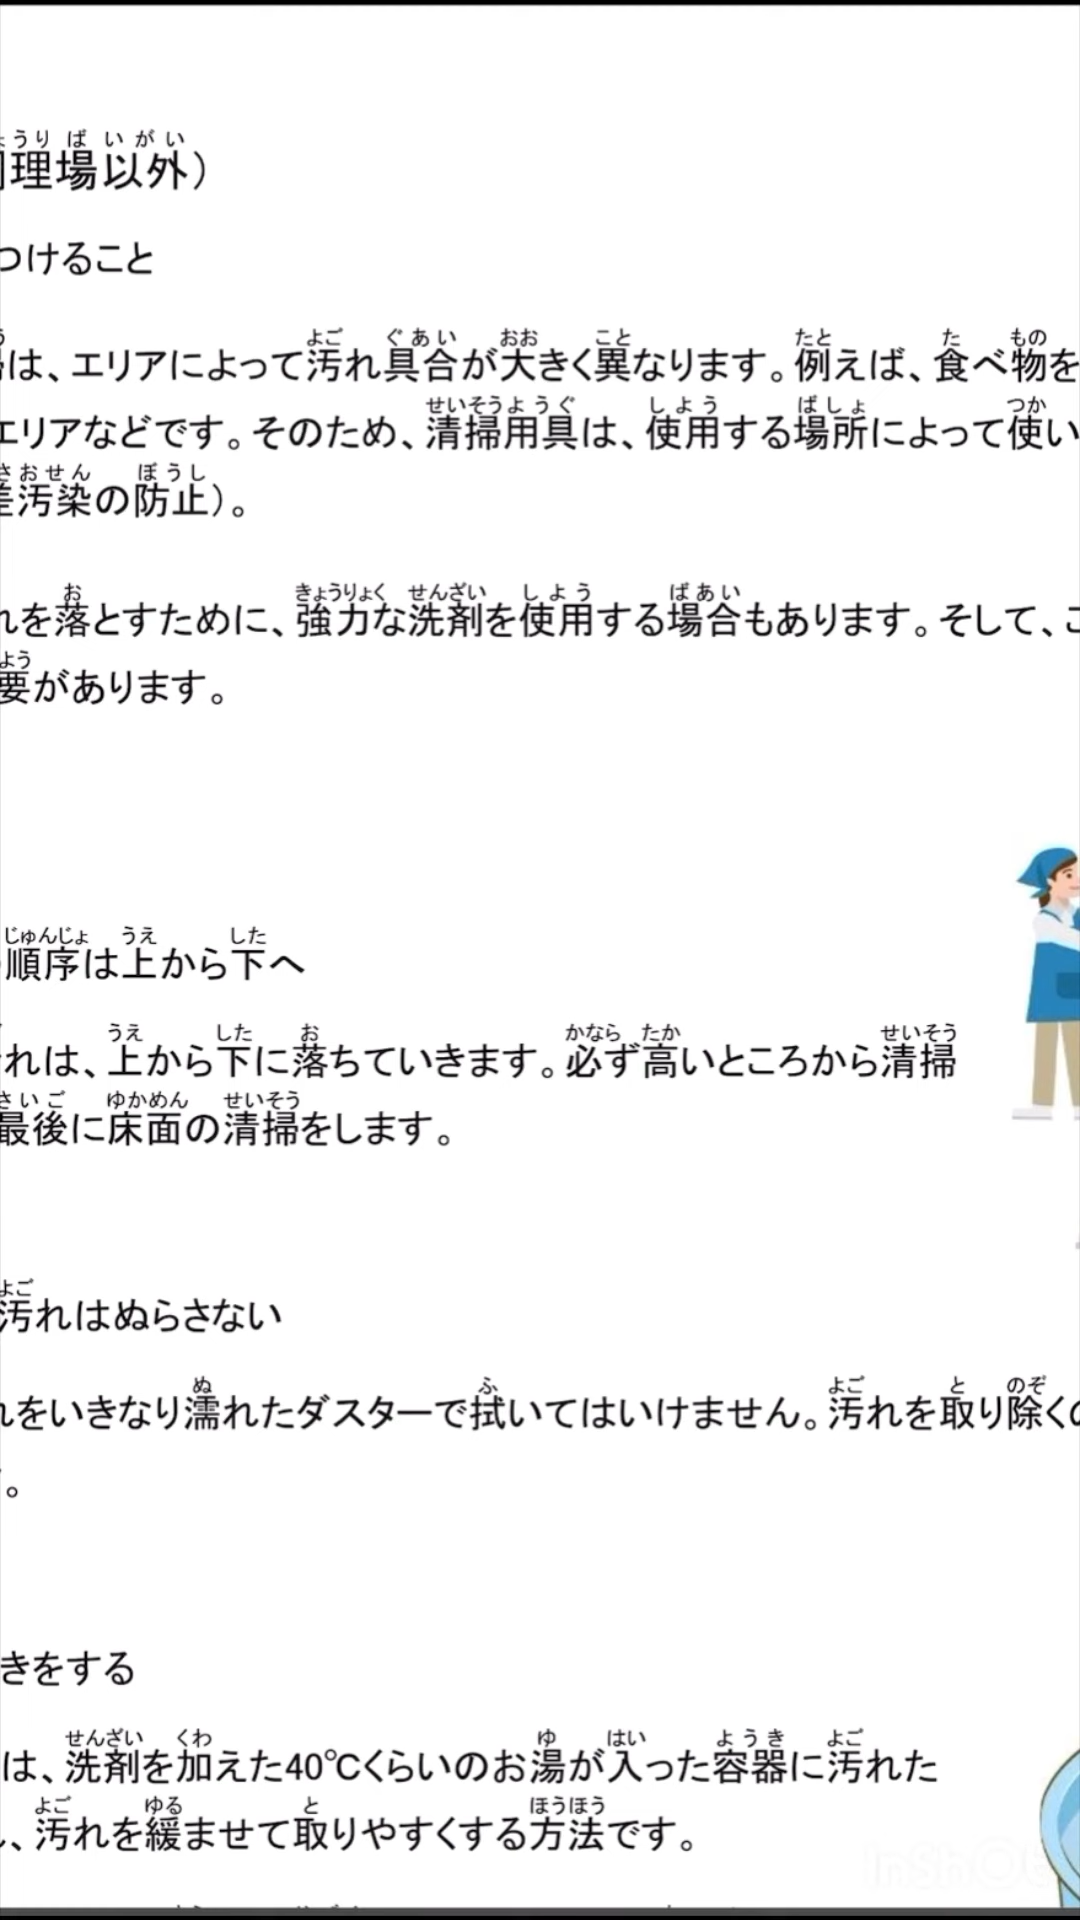 理場以外）
つけること
は、エリアによって汚れ具合が大きく異なります。例えば、食べ物を
エリアなどです。そのため、清掃用具は、使用する場所によって使い
差汚染の防止）。
れを落とすために、強力な洗剤を使用する場合もあります。そして、こ
要があります。
順序は上から下へ
れは、上から下に落ちていきます。必ず高いところから清掃
最後に床面の清掃をします。
汚れはぬらさない
れをいきなり濡れたダスターで拭いてはいけません。汚れを取り除くの
。
きをする
は、洗剤を加えた40℃くらいのお湯が入った容器に汚れた
、汚れを緩ませて取りやすくする方法です。
InShOt